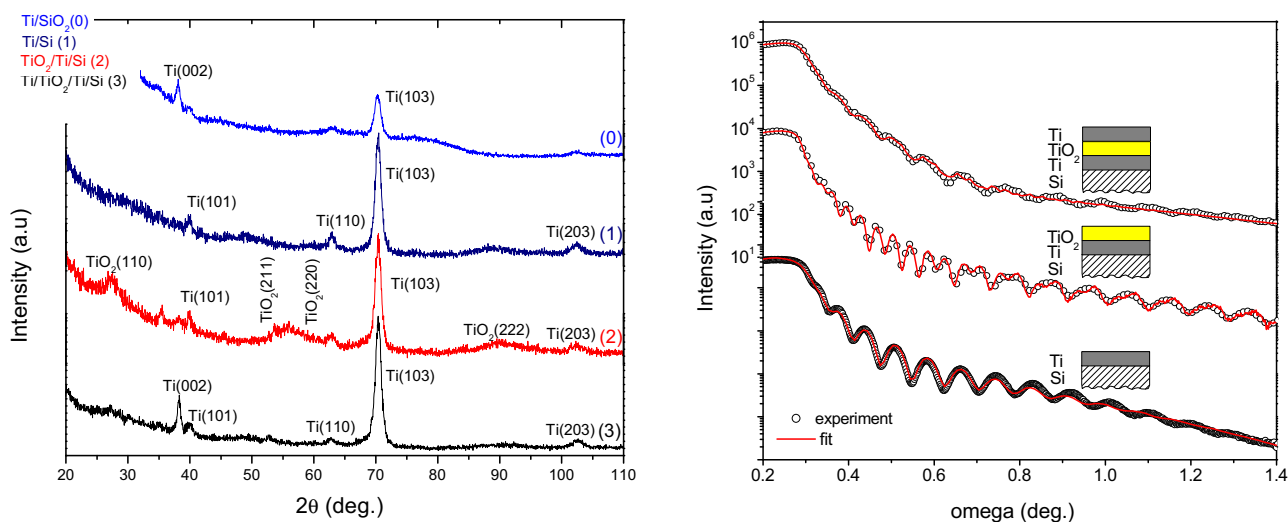 Ti/SiO2(0)
Ti/Si (1)
TiO2/Ti/Si (2)
Ti/TiO2/Ti/Si (3)
Ti(002)
Ti(103)
(0)
Ti(103)
Ti(101)
Ti(110)
Ti(203)
(1)
TiO2(110)
Ti(101)
TiO2(211)
TiO2(220)
Ti(103)
TiO2(222)
Ti(203)
(2)
Ti(002)
Ti(103)
Ti(101)
Ti(110)
Ti(203)
(3)
20 30 40 50 60 70 80 90 100 110
2θ (deg.)
Intensity (a.u)
10^6
10^5
10^4
10^3
10^2
10^1
Intensity (a.u)
Ti
TiO2
Ti
Si
TiO2
Ti
Si
Ti
Si
experiment
fit
0.2 0.4 0.6 0.8 1.0 1.2 1.4
omega (deg.)